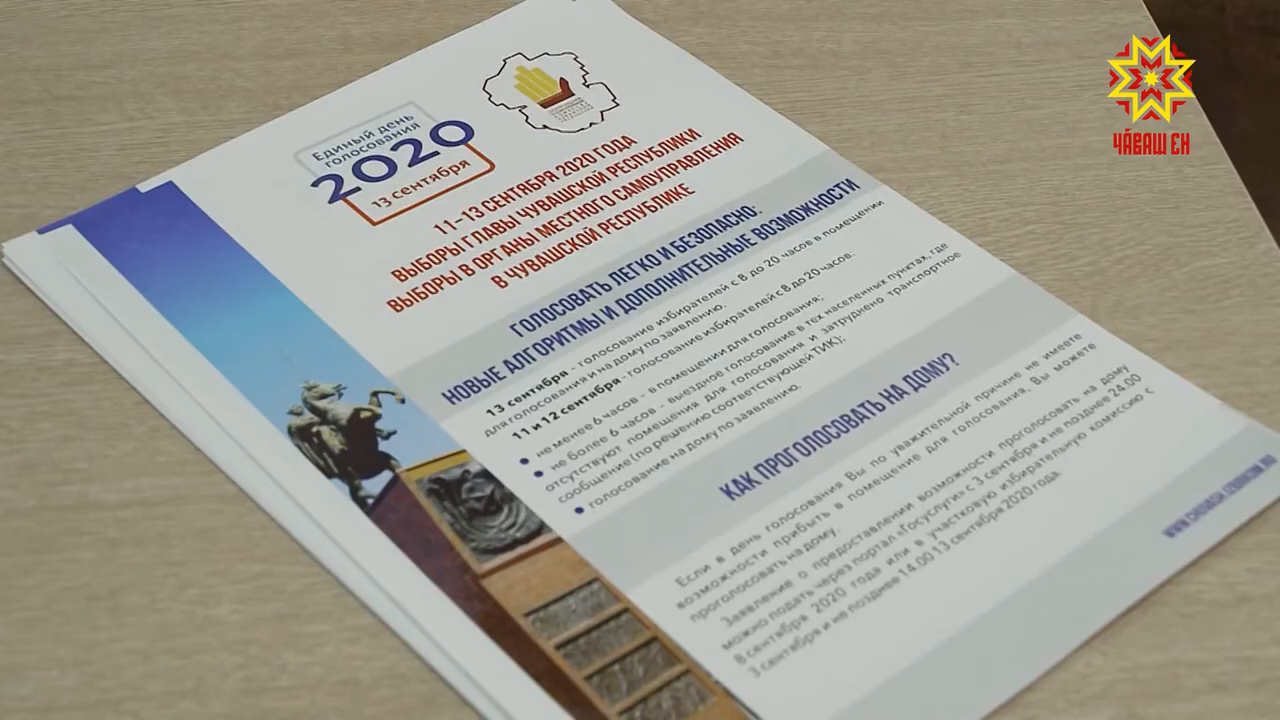 Единый день
голосования
2020
13 сентября
11–13 СЕНТЯБРЯ 2020 ГОДА
ВЫБОРЫ ГЛАВЫ ЧУВАШСКОЙ РЕСПУБЛИКИ
ВЫБОРЫ В ОРГАНЫ МЕСТНОГО САМОУПРАВЛЕНИЯ
В ЧУВАШСКОЙ РЕСПУБЛИКЕ
ГОЛОСОВАТЬ ЛЕГКО И БЕЗОПАСНО:
НОВЫЕ АЛГОРИТМЫ И ДОПОЛНИТЕЛЬНЫЕ ВОЗМОЖНОСТИ
13 сентября - голосование избирателей с 8 до 20 часов в помещении
для голосования и на дому по заявлению.
11 и 12 сентября - голосование избирателей с 8 до 20 часов:
• не менее 6 часов - в помещении для голосования;
• не более 6 часов - выездное голосование в тех населенных пунктах, где
отсутствуют помещения для голосования и затруднено транспортное
сообщение (по решению соответствующей ТИК);
• голосование на дому по заявлению.
КАК ПРОГОЛОСОВАТЬ НА ДОМУ?
Если в день голосования Вы по уважительной причине не имеете
возможности прибыть в помещение для голосования, Вы можете
проголосовать на дому.
Заявление о предоставлении возможности проголосовать на дому
можно подать через портал «Госуслуги» с 3 сентября и не позднее 24.00
8 сентября 2020 года или в участковую избирательную комиссию с
3 сентября и не позднее 14.00 13 сентября 2020 года.
ЧӐВАШ ЕН